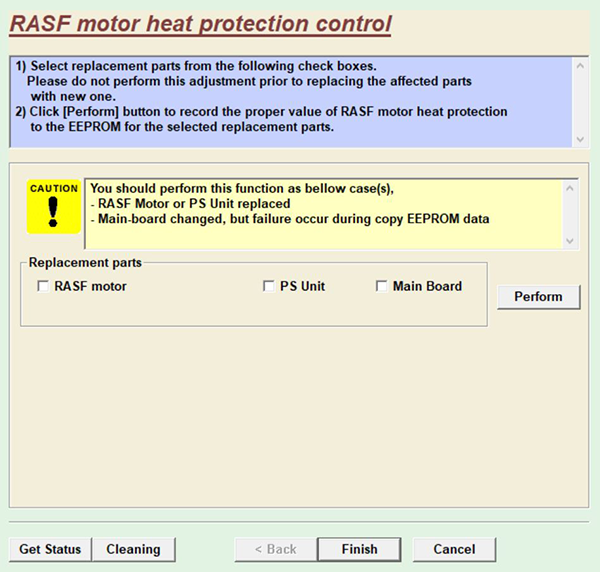 RASF motor heat protection control
1) Select replacement parts from the following check boxes.
Please do not perform this adjustment prior to replacing the affected parts
with new one.
2) Click [Perform] button to record the proper value of RASF motor heat protection
to the EEPROM for the selected replacement parts.
CAUTION
You should perform this function as bellow case(s),
- RASF Motor or PS Unit replaced
- Main-board changed, but failure occur during copy EEPROM data
Replacement parts
RASF motor PS Unit Main Board
Perform
Get Status Cleaning < Back Finish Cancel